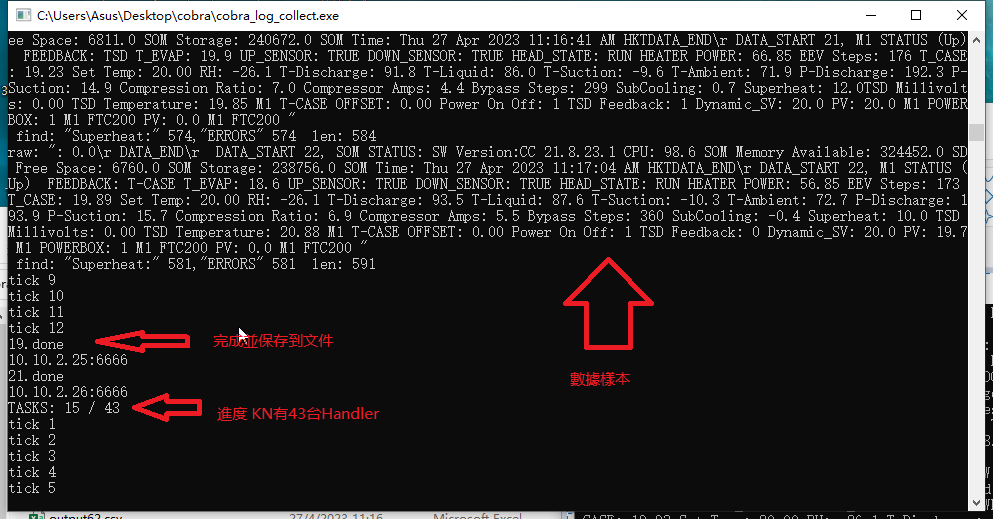 C:\Users\Asus\Desktop\cobra\cobra_log_collect.exe
ee Space: 6811.0 SOM Storage: 240672.0 SOM Time: Thu 27 Apr 2023 11:16:41 AM HKTDATA_END\r DATA_START 21, M1 STATUS (Up)
FEEDBACK: TSD T_EVAP: 19.9 UP_SENSOR: TRUE DOWN_SENSOR: TRUE HEAD_STATE: RUN HEATER POWER: 66.85 EEV Steps: 176 T_CASE
: 19.23 Set Temp: 20.00 RH: -26.1 T-Discharge: 91.8 T-Liquid: 86.0 T-Suction: -9.6 T-Ambient: 71.9 P-Discharge: 192.3 P-
Suction: 14.9 Compression Ratio: 7.0 Compressor Amps: 4.4 Bypass Steps: 299 SubCooling: 0.7 Superheat: 12.0TSD Millivolt
s: 0.00 TSD Temperature: 19.85 M1 T-CASE OFFSET: 0.00 Power On Off: 1 TSD Feedback: 1 Dynamic_SV: 20.0 PV: 20.0 M1 POWER
BOX: 1 M1 FTC200 PV: 0.0 M1 FTC200 "
find: "Superheat:" 574,"ERRORS" 574  len: 584
raw: ": 0.0\r DATA_END\r  DATA_START 22, SOM STATUS: SW Version:CC 21.8.23.1 CPU: 98.6 SOM Memory Available: 324452.0 SD
Free Space: 6760.0 SOM Storage: 238756.0 SOM Time: Thu 27 Apr 2023 11:17:04 AM HKTDATA_END\r DATA_START 22, M1 STATUS (
Up)  FEEDBACK: T-CASE T_EVAP: 18.6 UP_SENSOR: TRUE DOWN_SENSOR: TRUE HEAD_STATE: RUN HEATER POWER: 56.85 EEV Steps: 173
T_CASE: 19.89 Set Temp: 20.00 RH: -26.1 T-Discharge: 93.5 T-Liquid: 87.6 T-Suction: -10.3 T-Ambient: 72.7 P-Discharge: 1
93.9 P-Suction: 15.7 Compression Ratio: 6.9 Compressor Amps: 5.5 Bypass Steps: 360 SubCooling: -0.4 Superheat: 10.0 TSD
Millivolts: 0.00 TSD Temperature: 20.88 M1 T-CASE OFFSET: 0.00 Power On Off: 1 TSD Feedback: 0 Dynamic_SV: 20.0 PV: 19.7
M1 POWERBOX: 1 M1 FTC200 PV: 0.0 M1 FTC200 "
find: "Superheat:" 581,"ERRORS" 581  len: 591
tick 9
tick 10
tick 11
tick 12
19.done
完成並保存到文件
10.10.2.25:6666
21.done
數據樣本
10.10.2.26:6666
TASKS: 15 / 43
進度 KN有43台Handler
tick 1
tick 2
tick 3
tick 4
tick 5
27/4/2023 11:16
Microsoft Excel